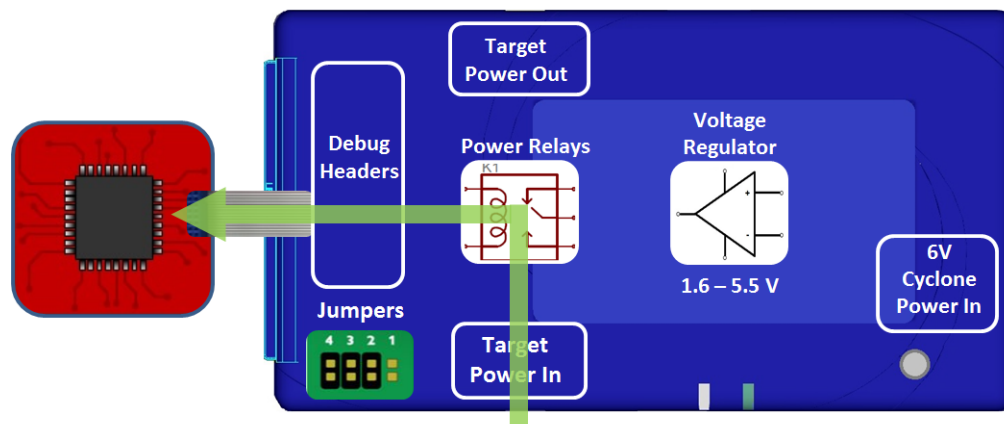 Target
Power Out
Debug
Headers
Power Relays
K1
Voltage
Regulator
+
-
1.6 – 5.5 V
6V
Cyclone
Power In
Jumpers
4 3 2 1
Target
Power In